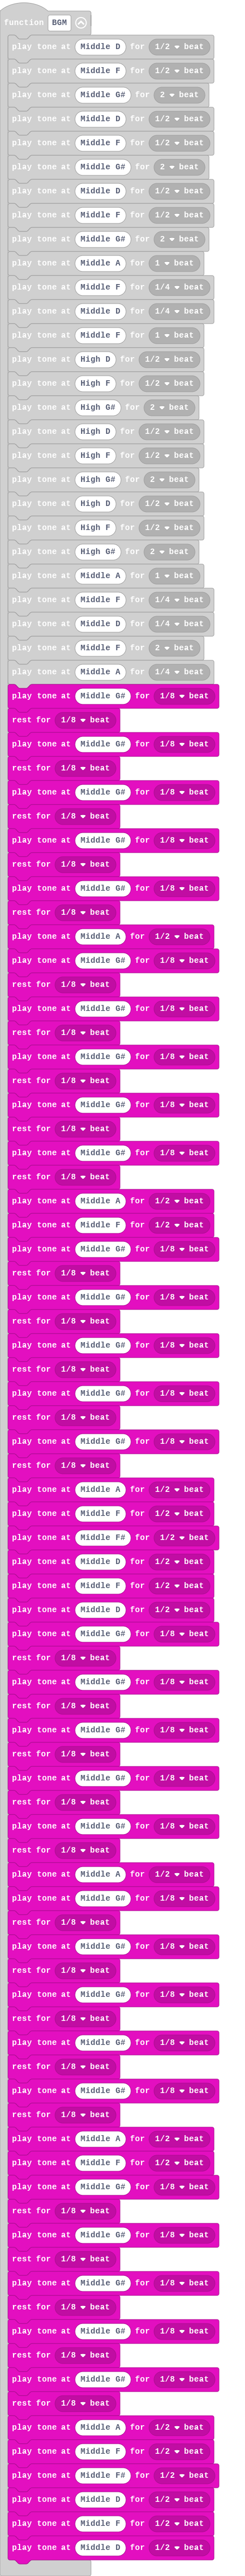 function BGM
play tone at Middle D for 1/2 beat
play tone at Middle F for 1/2 beat
play tone at Middle G# for 2 beat
play tone at Middle D for 1/2 beat
play tone at Middle F for 1/2 beat
play tone at Middle G# for 2 beat
play tone at Middle D for 1/2 beat
play tone at Middle F for 1/2 beat
play tone at Middle G# for 2 beat
play tone at Middle A for 1 beat
play tone at Middle F for 1/4 beat
play tone at Middle D for 1/4 beat
play tone at Middle F for 1 beat
play tone at High D for 1/2 beat
play tone at High F for 1/2 beat
play tone at High G# for 2 beat
play tone at High D for 1/2 beat
play tone at High F for 1/2 beat
play tone at High G# for 2 beat
play tone at High D for 1/2 beat
play tone at High F for 1/2 beat
play tone at High G# for 2 beat
play tone at Middle A for 1 beat
play tone at Middle F for 1/4 beat
play tone at Middle D for 1/4 beat
play tone at Middle F for 2 beat
play tone at Middle A for 1/4 beat
play tone at Middle G# for 1/8 beat
rest for 1/8 beat
play tone at Middle G# for 1/8 beat
rest for 1/8 beat
play tone at Middle G# for 1/8 beat
rest for 1/8 beat
play tone at Middle G# for 1/8 beat
rest for 1/8 beat
play tone at Middle G# for 1/8 beat
rest for 1/8 beat
play tone at Middle A for 1/2 beat
play tone at Middle G# for 1/8 beat
rest for 1/8 beat
play tone at Middle G# for 1/8 beat
rest for 1/8 beat
play tone at Middle G# for 1/8 beat
rest for 1/8 beat
play tone at Middle G# for 1/8 beat
rest for 1/8 beat
play tone at Middle G# for 1/8 beat
rest for 1/8 beat
play tone at Middle A for 1/2 beat
play tone at Middle F for 1/2 beat
play tone at Middle G# for 1/8 beat
rest for 1/8 beat
play tone at Middle G# for 1/8 beat
rest for 1/8 beat
play tone at Middle G# for 1/8 beat
rest for 1/8 beat
play tone at Middle G# for 1/8 beat
rest for 1/8 beat
play tone at Middle G# for 1/8 beat
rest for 1/8 beat
play tone at Middle A for 1/2 beat
play tone at Middle F for 1/2 beat
play tone at Middle F# for 1/2 beat
play tone at Middle D for 1/2 beat
play tone at Middle F for 1/2 beat
play tone at Middle D for 1/2 beat
play tone at Middle G# for 1/8 beat
rest for 1/8 beat
play tone at Middle G# for 1/8 beat
rest for 1/8 beat
play tone at Middle G# for 1/8 beat
rest for 1/8 beat
play tone at Middle G# for 1/8 beat
rest for 1/8 beat
play tone at Middle G# for 1/8 beat
rest for 1/8 beat
play tone at Middle A for 1/2 beat
play tone at Middle G# for 1/8 beat
rest for 1/8 beat
play tone at Middle G# for 1/8 beat
rest for 1/8 beat
play tone at Middle G# for 1/8 beat
rest for 1/8 beat
play tone at Middle G# for 1/8 beat
rest for 1/8 beat
play tone at Middle G# for 1/8 beat
rest for 1/8 beat
play tone at Middle A for 1/2 beat
play tone at Middle F for 1/2 beat
play tone at Middle G# for 1/8 beat
rest for 1/8 beat
play tone at Middle G# for 1/8 beat
rest for 1/8 beat
play tone at Middle G# for 1/8 beat
rest for 1/8 beat
play tone at Middle G# for 1/8 beat
rest for 1/8 beat
play tone at Middle G# for 1/8 beat
rest for 1/8 beat
play tone at Middle A for 1/2 beat
play tone at Middle F for 1/2 beat
play tone at Middle F# for 1/2 beat
play tone at Middle D for 1/2 beat
play tone at Middle F for 1/2 beat
play tone at Middle D for 1/2 beat